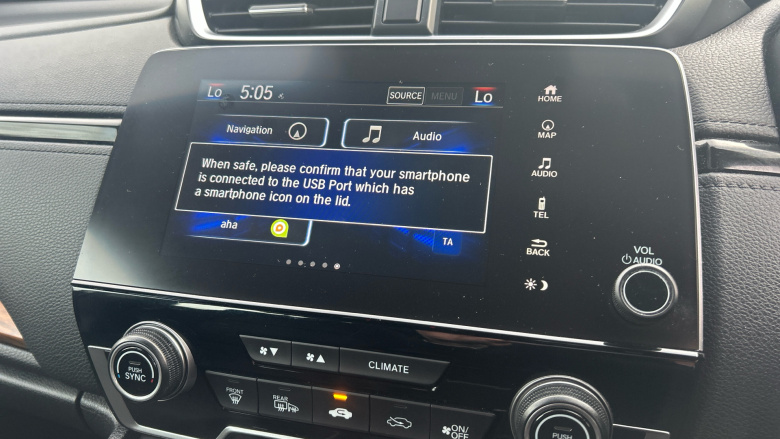 Lo 5:05 SOURCE MENU Lo
Navigation Audio
When safe, please confirm that your smartphone
is connected to the USB Port which has
a smartphone icon on the lid.
aha
TA
HOME
MAP
AUDIO
TEL
BACK
VOL
AUDIO
PUSH
SYNC
CLIMATE
FRONT
REAR
ON/
OFF
PUSH